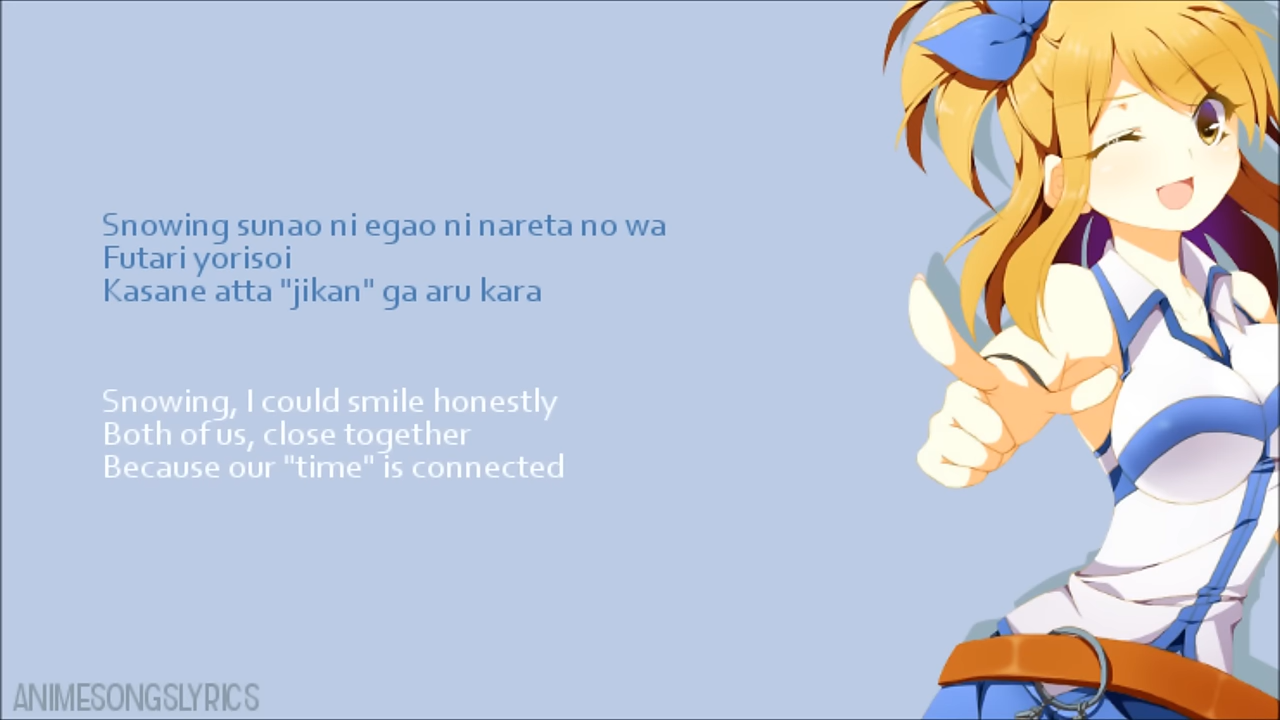 Snowing sunao ni egao ni nareta no wa
Futari yorisoi
Kasane atta "jikan" ga aru kara
Snowing, I could smile honestly
Both of us, close together
Because our "time" is connected
ANIMESONGSLYRICS